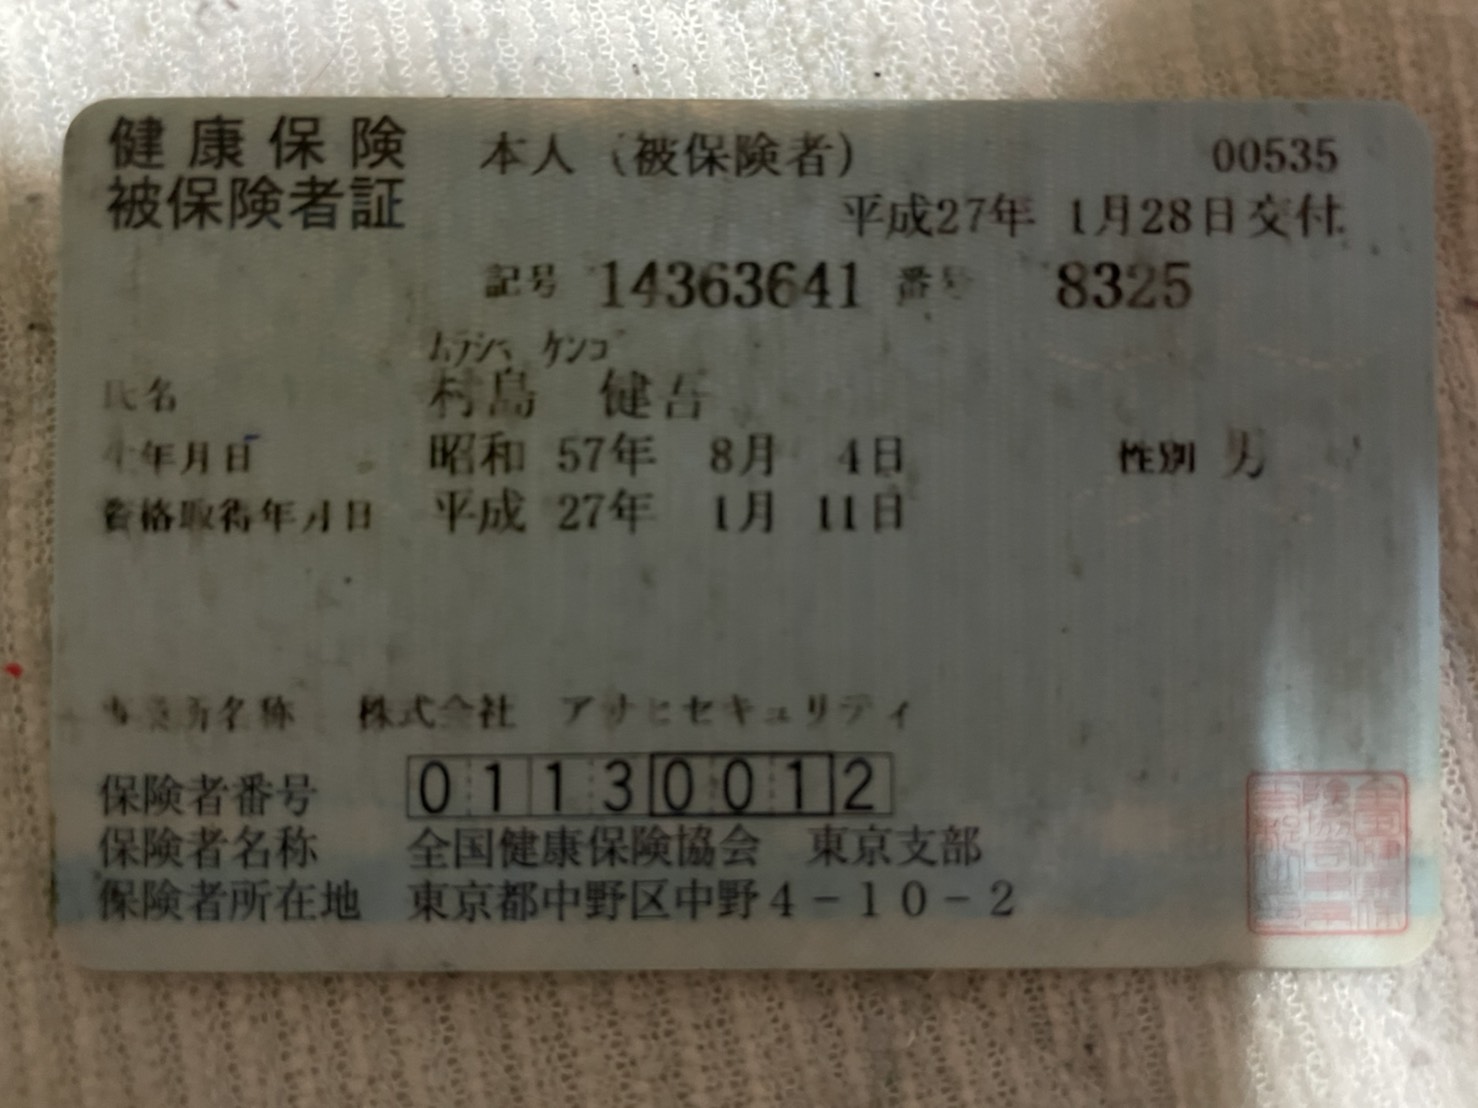 健康保険 本人（被保険者） 00535
被保険者証 平成27年 1月28日交付
記号 14363641 番号 8325
ムラシマ ケンゴ
氏名 村島 健吾
生年月日 昭和 57年 8月 4日 性別 男
資格取得年月日 平成 27年 1月 11日
事業所名称 株式会社 アサヒセキュリティ
保険者番号 01130012
保険者名称 全国健康保険協会 東京支部
保険者所在地 東京都中野区中野４－１０－２